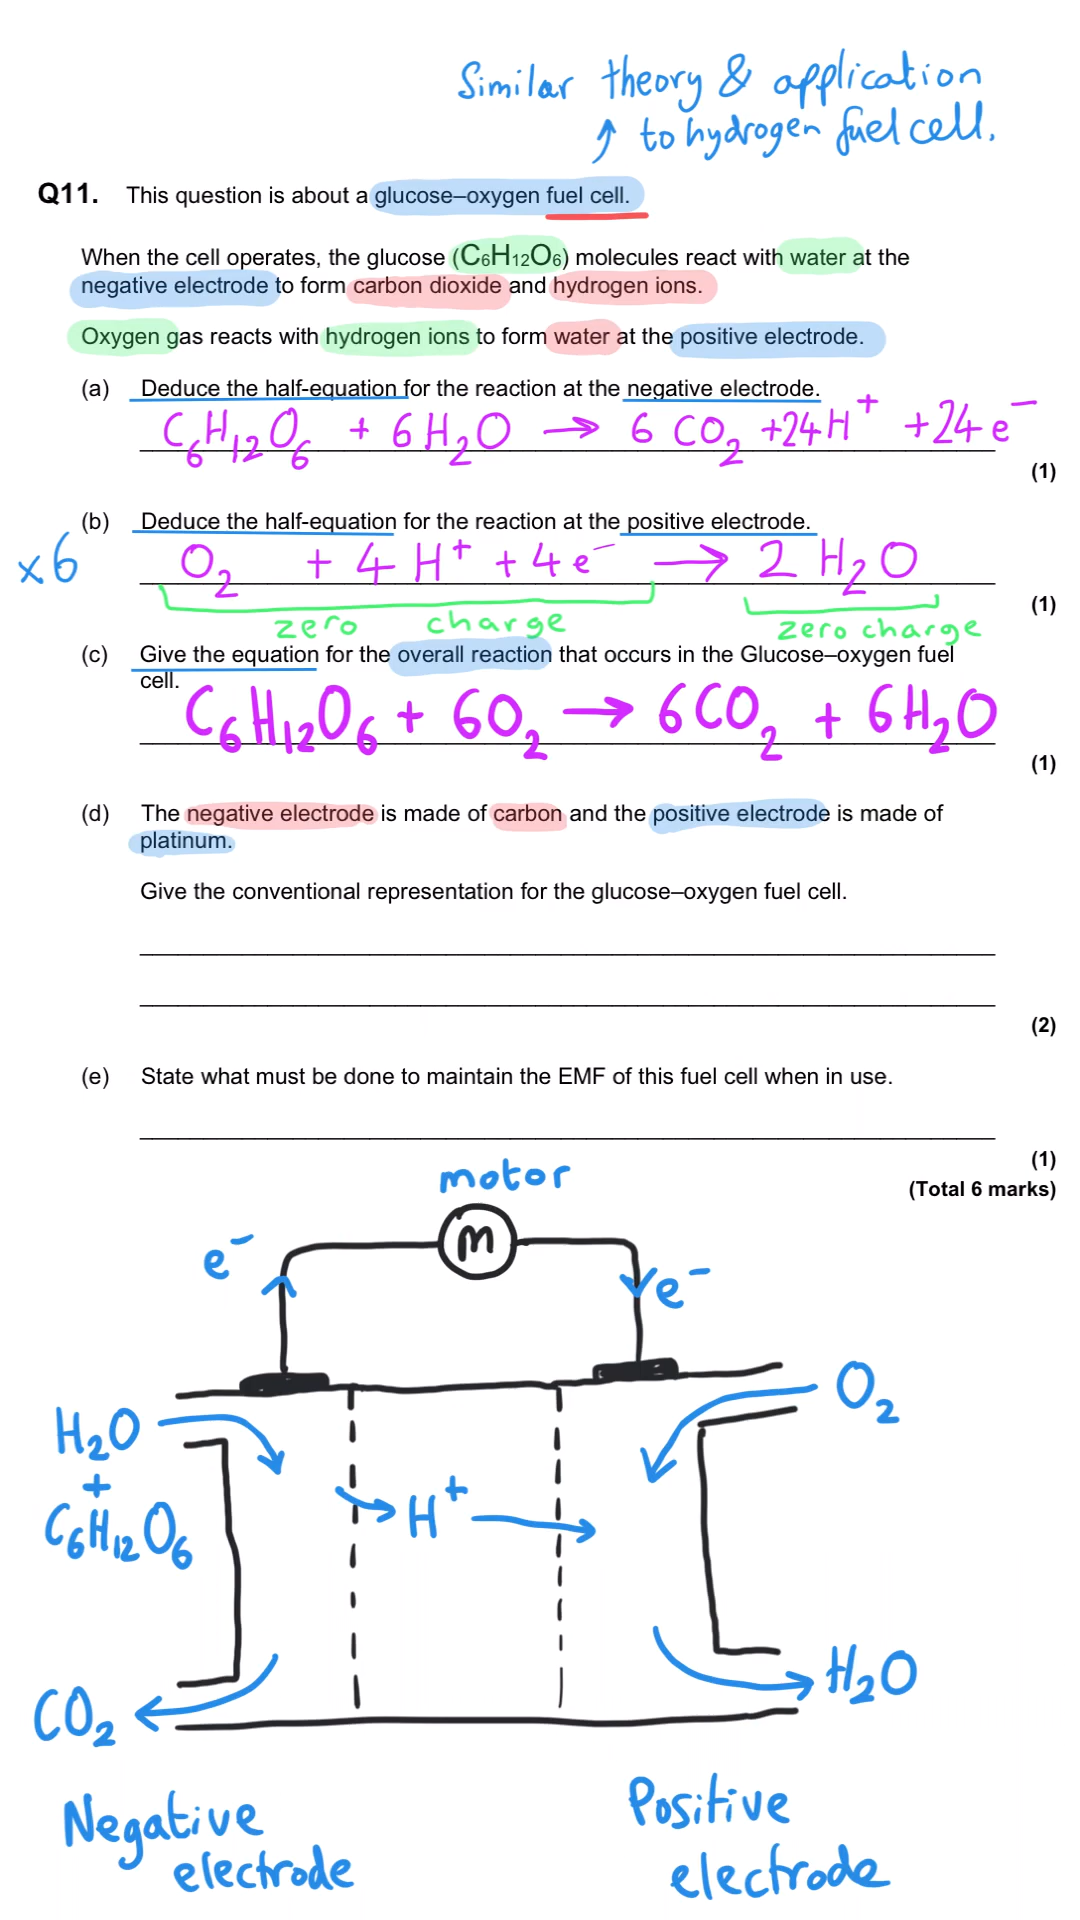 Similar theory & application
↑ to hydrogen fuel cell.
Q11. This question is about a glucose–oxygen fuel cell.
When the cell operates, the glucose (C₆H₁₂O₆) molecules react with water at the
negative electrode to form carbon dioxide and hydrogen ions.
Oxygen gas reacts with hydrogen ions to form water at the positive electrode.
(a) Deduce the half-equation for the reaction at the negative electrode.
C₆H₁₂O₆ + 6H₂O → 6CO₂ +24H⁺ +24e⁻
(1)
(b) Deduce the half-equation for the reaction at the positive electrode.
×6 O₂ + 4H⁺ + 4e⁻ → 2H₂O
(1)
zero charge zero charge
(c) Give the equation for the overall reaction that occurs in the Glucose–oxygen fuel
cell.
C₆H₁₂O₆ + 6O₂ → 6CO₂ + 6H₂O
(1)
(d) The negative electrode is made of carbon and the positive electrode is made of
platinum.
Give the conventional representation for the glucose–oxygen fuel cell.
(2)
(e) State what must be done to maintain the EMF of this fuel cell when in use.
(1)
(Total 6 marks)
motor
M
e⁻ e⁻
O₂
H₂O
+
C₆H₁₂O₆
H⁺
H₂O
CO₂
Negative
electrode
Positive
electrode